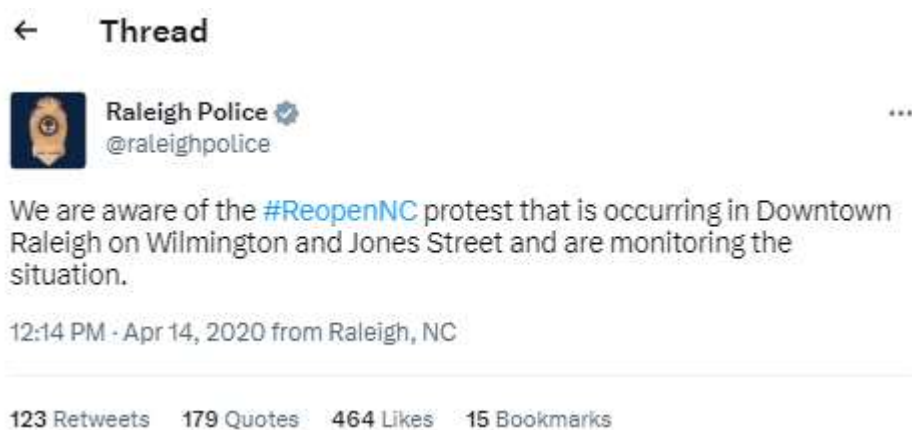 Thread
Raleigh Police
@raleighpolice
We are aware of the #ReopenNC protest that is occurring in Downtown
Raleigh on Wilmington and Jones Street and are monitoring the
situation.
12:14 PM · Apr 14, 2020 from Raleigh, NC
123 Retweets 179 Quotes 464 Likes 15 Bookmarks